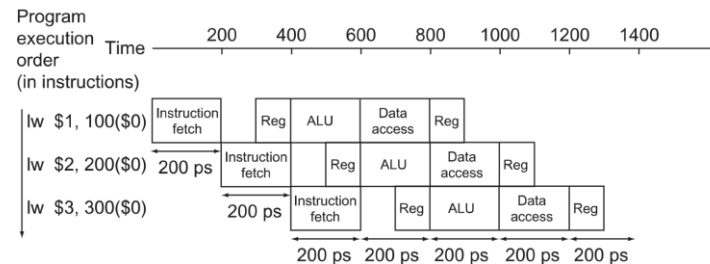 Program
execution
order
(in instructions)
Time
200 400 600 800 1000 1200 1400
lw $1, 100($0)
Instruction
fetch
Reg
ALU
Data
access
Reg
200 ps
lw $2, 200($0)
Instruction
fetch
Reg
ALU
Data
access
Reg
200 ps
lw $3, 300($0)
Instruction
fetch
Reg
ALU
Data
access
Reg
200 ps 200 ps 200 ps 200 ps 200 ps